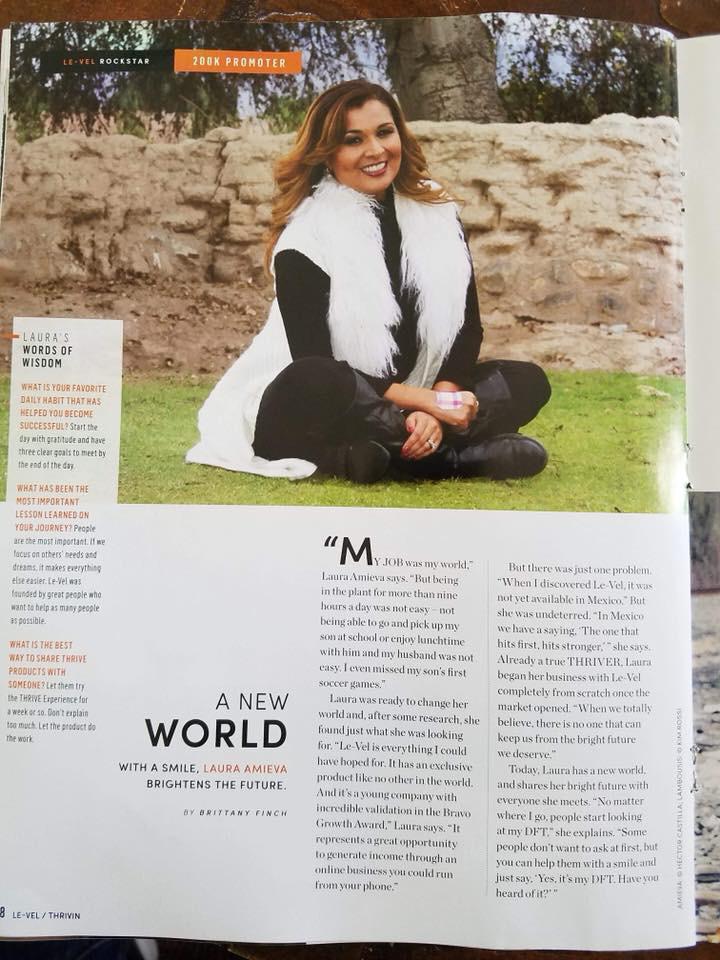 LE-VEL ROCKSTAR
200K PROMOTER
LAURA'S
WORDS OF
WISDOM
WHAT IS YOUR FAVORITE
DAILY HABIT THAT HAS
HELPED YOU BECOME
SUCCESSFUL? Start the
day with gratitude and have
three clear goals to meet by
the end of the day.
WHAT HAS BEEN THE
MOST IMPORTANT
LESSON LEARNED ON
YOUR JOURNEY? People
are the most important. If we
focus on others' needs and
dreams, it makes everything
else easier. Le-Vel was
founded by great people who
want to help as many people
as possible.
WHAT IS THE BEST
WAY TO SHARE THRIVE
PRODUCTS WITH
SOMEONE? Let them try
the THRIVE Experience for
a week or so. Don't explain
too much. Let the product do
the work.
A NEW
WORLD
WITH A SMILE, LAURA AMIEVA
BRIGHTENS THE FUTURE.
BY BRITTANY FINCH
“MY JOB was my world,”
Laura Amieva says. “But being
in the plant for more than nine
hours a day was not easy – not
being able to go and pick up my
son at school or enjoy lunchtime
with him and my husband was not
easy. I even missed my son's first
soccer games.”
Laura was ready to change her
world and, after some research, she
found just what she was looking
for. “Le-Vel is everything I could
have hoped for. It has an exclusive
product like no other in the world.
And it's a young company with
incredible validation in the Bravo
Growth Award,” Laura says. “It
represents a great opportunity
to generate income through an
online business you could run
from your phone.”
But there was just one problem.
“When I discovered Le-Vel, it was
not yet available in Mexico.” But
she was undeterred. “In Mexico
we have a saying, ‘The one that
hits first, hits stronger,’ ” she says.
Already a true THRIVER, Laura
began her business with Le-Vel
completely from scratch once the
market opened. “When we totally
believe, there is no one that can
keep us from the bright future
we deserve.”
Today, Laura has a new world,
and shares her bright future with
everyone she meets. “No matter
where I go, people start looking
at my DFT,” she explains. “Some
people don't want to ask at first, but
you can help them with a smile and
just say, ‘Yes, it's my DFT. Have you
heard of it?’ ”
AMIEVA: © HECTOR CASTILLA; LAMBOUSIS: © KIM ROSSI
8 LE-VEL / THRIVIN